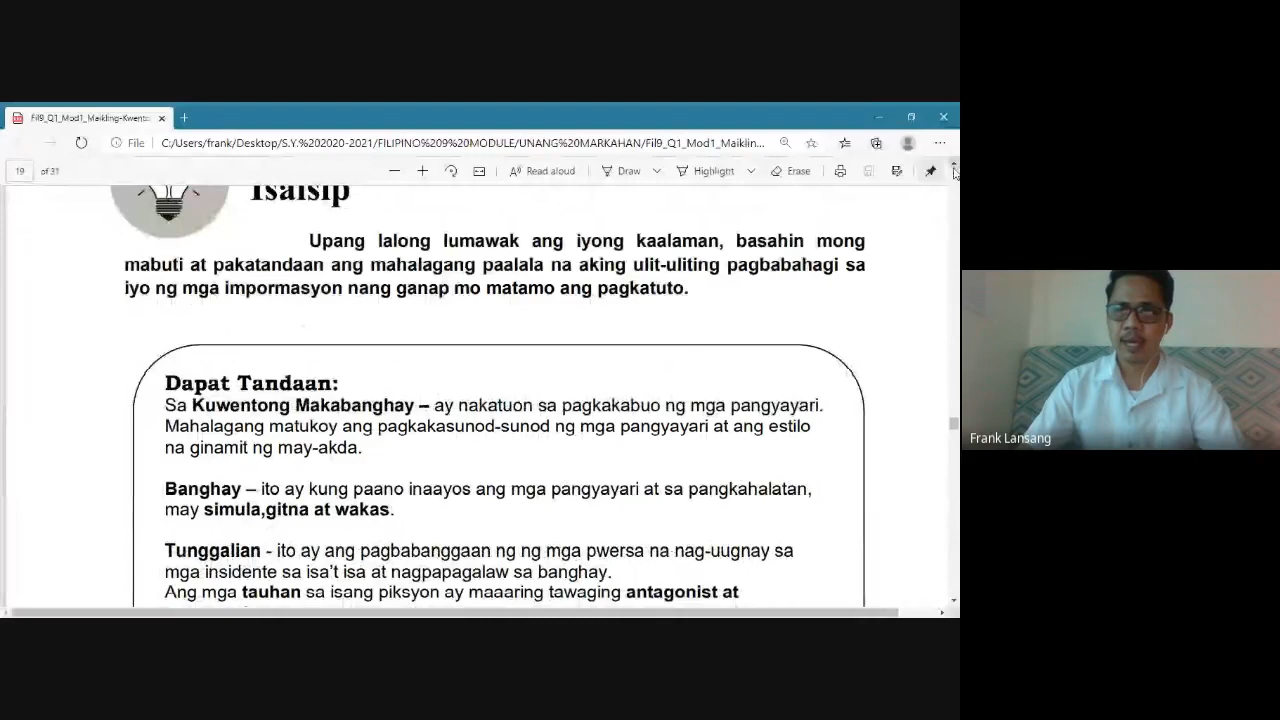 Fil9_Q1_Mod1_Maikling-Kwento
File
C:/Users/frank/Desktop/S.Y.%202020-2021/FILIPINO%209%20MODULE/UNANG%20MARKAHAN/Fil9_Q1_Mod1_Maiklin...
19 of 31
Read aloud
Draw
Highlight
Erase
Isaisip
Upang lalong lumawak ang iyong kaalaman, basahin mong
mabuti at pakatandaan ang mahalagang paalala na aking ulit-uliting pagbabahagi sa
iyo ng mga impormasyon nang ganap mo matamo ang pagkatuto.
Dapat Tandaan:
Sa Kuwentong Makabanghay – ay nakatuon sa pagkakabuo ng mga pangyayari.
Mahalagang matukoy ang pagkakasunod-sunod ng mga pangyayari at ang estilo
na ginamit ng may-akda.
Banghay – ito ay kung paano inaayos ang mga pangyayari at sa pangkahalatan,
may simula,gitna at wakas.
Tunggalian - ito ay ang pagbabanggaan ng ng mga pwersa na nag-uugnay sa
mga insidente sa isa't isa at nagpapagalaw sa banghay.
Ang mga tauhan sa isang piksyon ay maaaring tawaging antagonist at
Frank Lansang